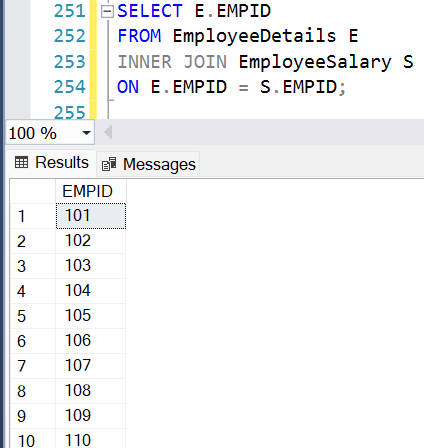 251 SELECT E.EMPID
252 FROM EmployeeDetails E
253 INNER JOIN EmployeeSalary S
254 ON E.EMPID = S.EMPID;
255
100 %
Results Messages
EMPID
1 101
2 102
3 103
4 104
5 105
6 106
7 107
8 108
9 109
10 110